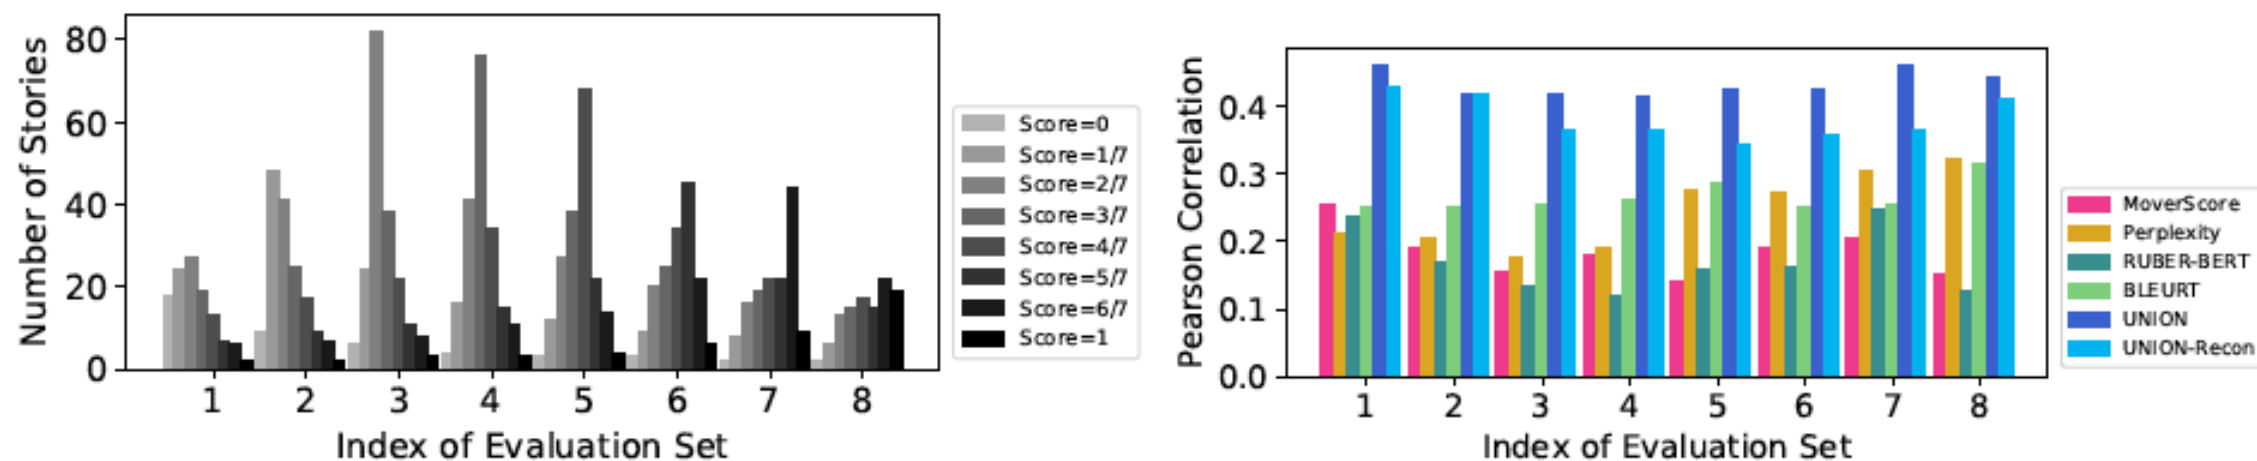 Number of Stories
80
60
40
20
0
1 2 3 4 5 6 7 8
Index of Evaluation Set
Score=0
Score=1/7
Score=2/7
Score=3/7
Score=4/7
Score=5/7
Score=6/7
Score=1
Pearson Correlation
0.4
0.3
0.2
0.1
0.0
1 2 3 4 5 6 7 8
Index of Evaluation Set
MoverScore
Perplexity
RUBER-BERT
BLEURT
UNION
UNION-Recon